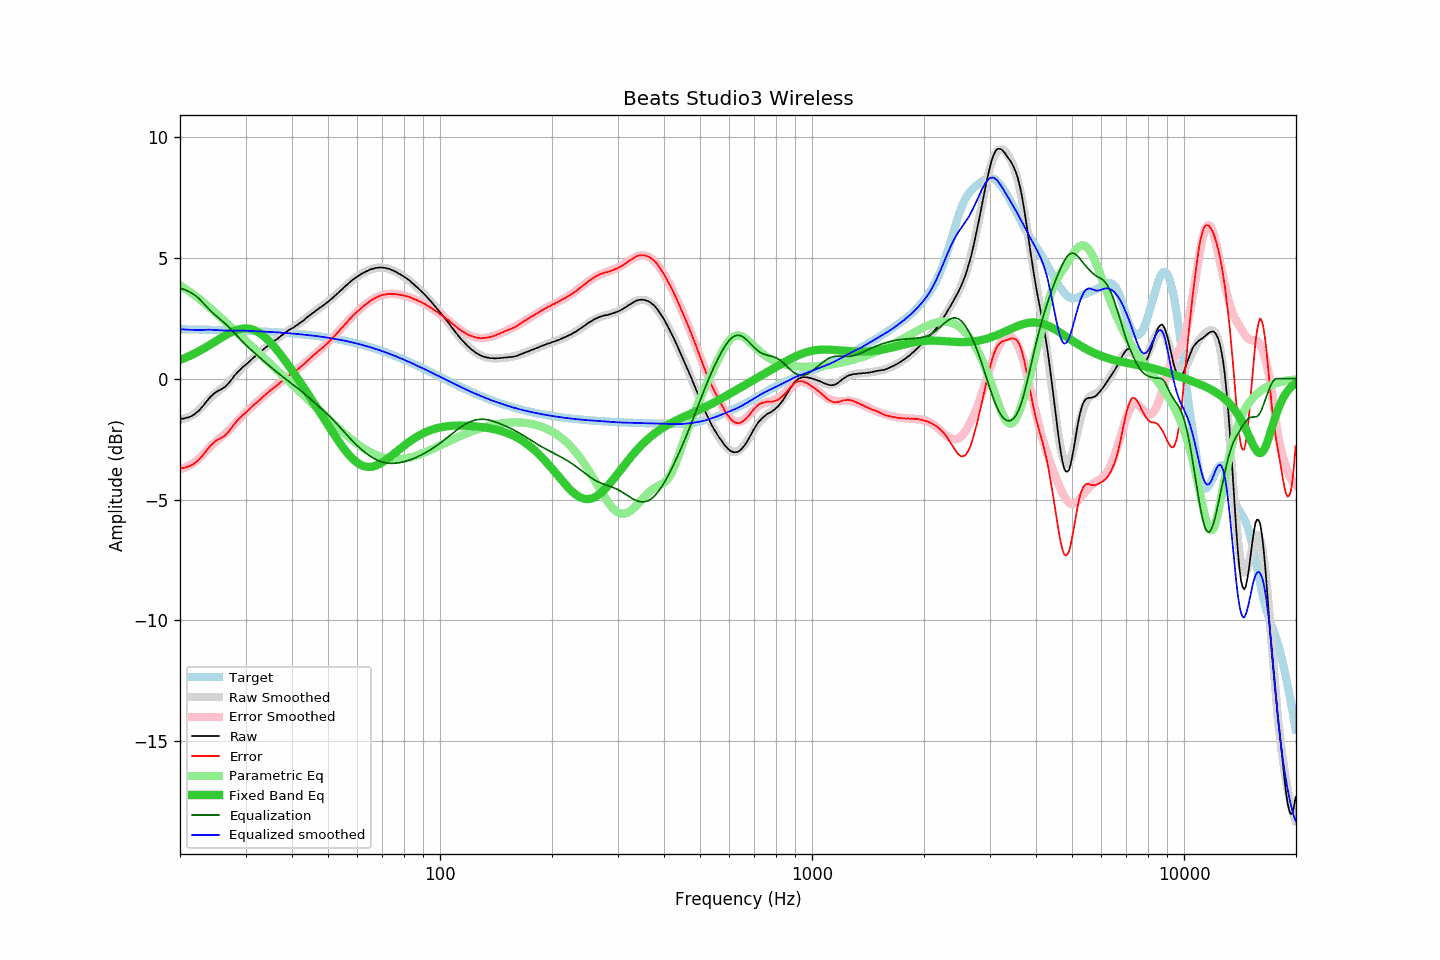 Beats Studio3 Wireless
10
5
0
−5
−10
−15
Amplitude (dBr)
Target
Raw Smoothed
Error Smoothed
Raw
Error
Parametric Eq
Fixed Band Eq
Equalization
Equalized smoothed
100
1000
10000
Frequency (Hz)